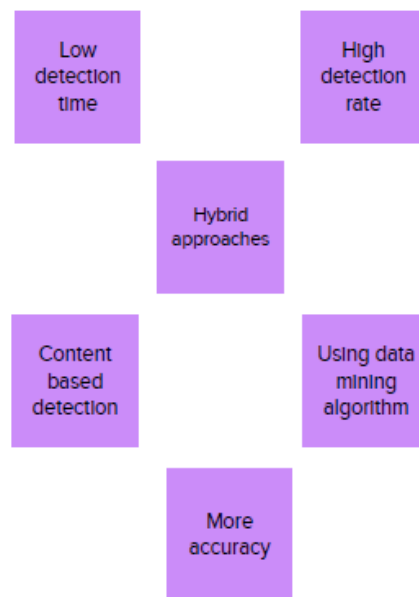 Low
detection
time
High
detection
rate
Hybrid
approaches
Content
based
detection
Using data
mining
algorithm
More
accuracy